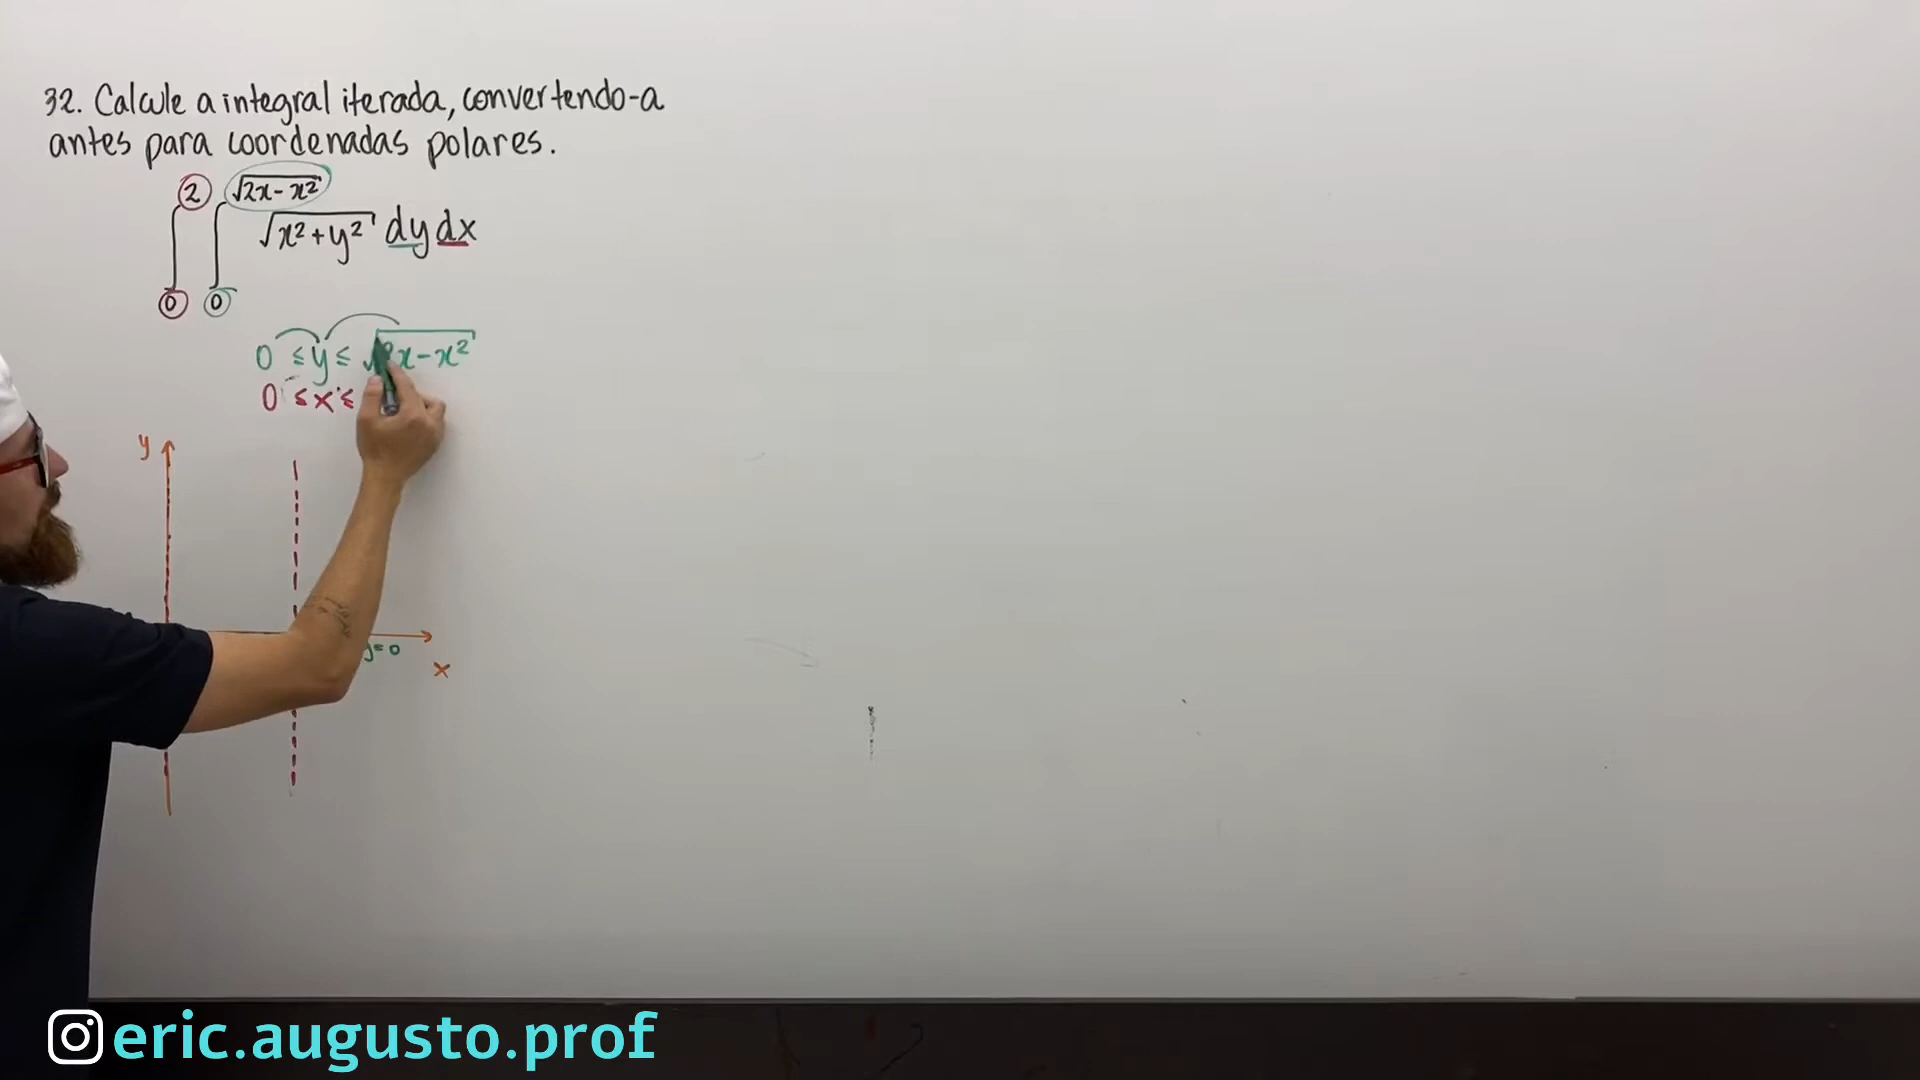 32. Calcule a integral iterada, convertendo-a
antes para coordenadas polares.
2 √2x-x²
∫ ∫ √x²+y² dy dx
0 0
0 ≤ y ≤ √2x-x²
0 ≤ x ≤
y
y=0
x
eric.augusto.prof